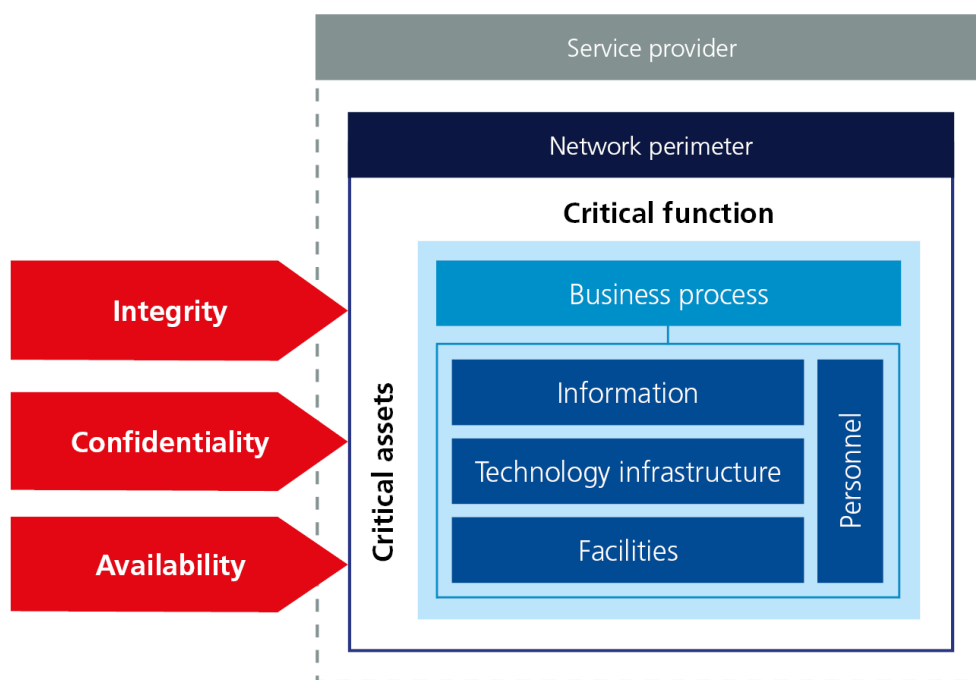 Service provider
Network perimeter
Critical function
Business process
Integrity
Confidentiality
Availability
Critical assets
Information
Technology infrastructure
Facilities
Personnel